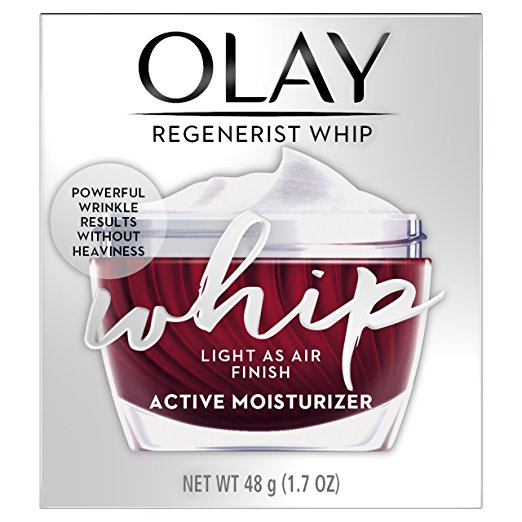 OLAY
REGENERIST WHIP
POWERFUL
WRINKLE
RESULTS
WITHOUT
HEAVINESS
whip
LIGHT AS AIR
FINISH
ACTIVE MOISTURIZER
NET WT 48 g (1.7 OZ)